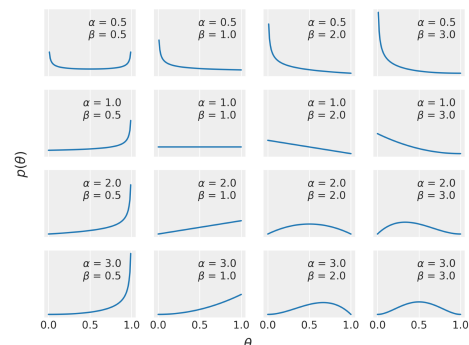 α = 0.5
β = 0.5
α = 0.5
β = 1.0
α = 0.5
β = 2.0
α = 0.5
β = 3.0
α = 1.0
β = 0.5
α = 1.0
β = 1.0
α = 1.0
β = 2.0
α = 1.0
β = 3.0
p(θ)
α = 2.0
β = 0.5
α = 2.0
β = 1.0
α = 2.0
β = 2.0
α = 2.0
β = 3.0
α = 3.0
β = 0.5
α = 3.0
β = 1.0
α = 3.0
β = 2.0
α = 3.0
β = 3.0
0.0 0.5 1.0 0.0 0.5 1.0 0.0 0.5 1.0 0.0 0.5 1.0
θ